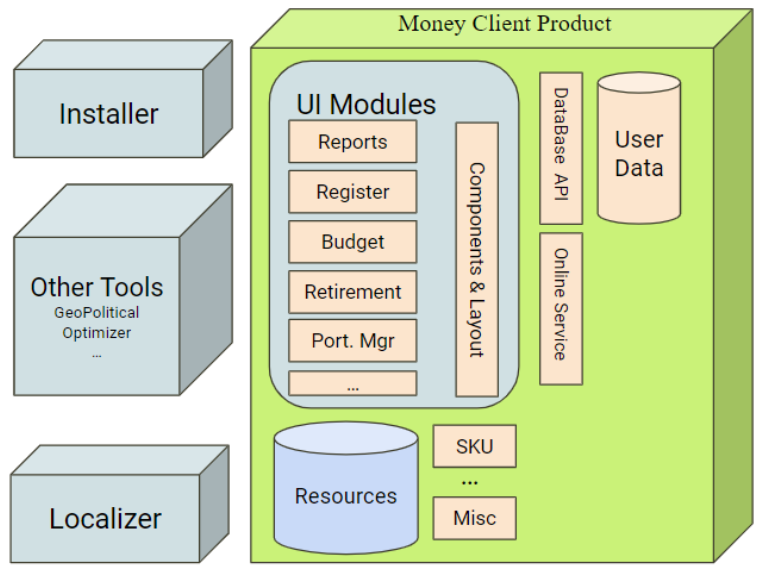 Money Client Product
Installer
Other Tools
GeoPolitical
Optimizer
...
Localizer
UI Modules
Reports
Register
Budget
Retirement
Port. Mgr
...
Components & Layout
DataBase API
Online Service
User
Data
Resources
SKU
...
Misc